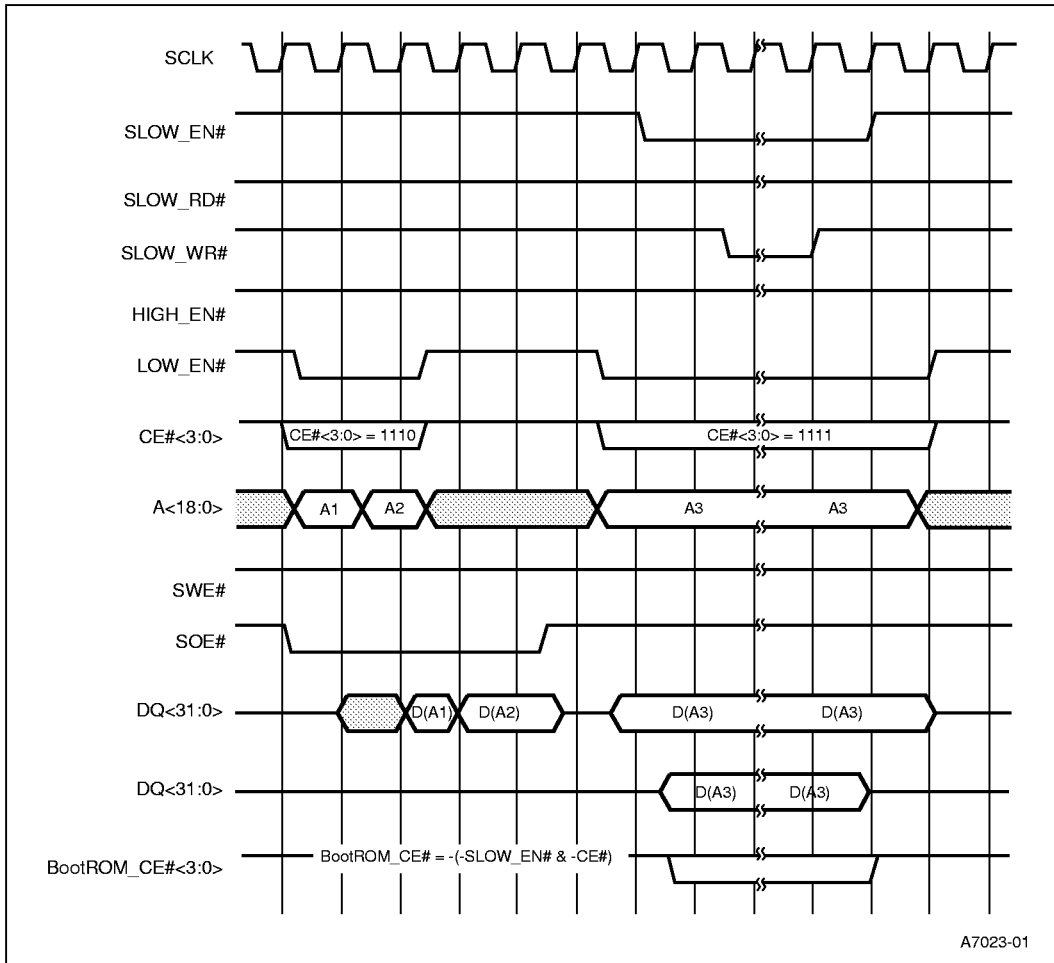 SCLK
SLOW_EN#
SLOW_RD#
SLOW_WR#
HIGH_EN#
LOW_EN#
CE#<3:0>
CE#<3:0> = 1110
CE#<3:0> = 1111
A<18:0>
A1
A2
A3
A3
SWE#
SOE#
DQ<31:0>
D(A1)
D(A2)
D(A3)
D(A3)
DQ<31:0>
D(A3)
D(A3)
BootROM_CE#<3:0>
BootROM_CE# = -(-SLOW_EN# & -CE#)
A7023-01